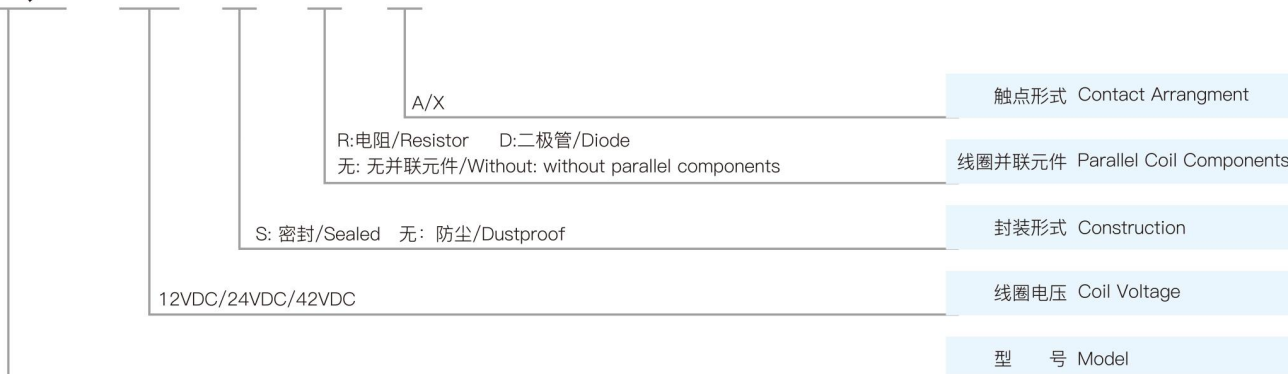 A/X
触点形式 Contact Arrangment
R:电阻/Resistor D:二极管/Diode
无: 无并联元件/Without: without parallel components
线圈并联元件 Parallel Coil Components
S: 密封/Sealed 无：防尘/Dustproof
封装形式 Construction
12VDC/24VDC/42VDC
线圈电压 Coil Voltage
型 号 Model